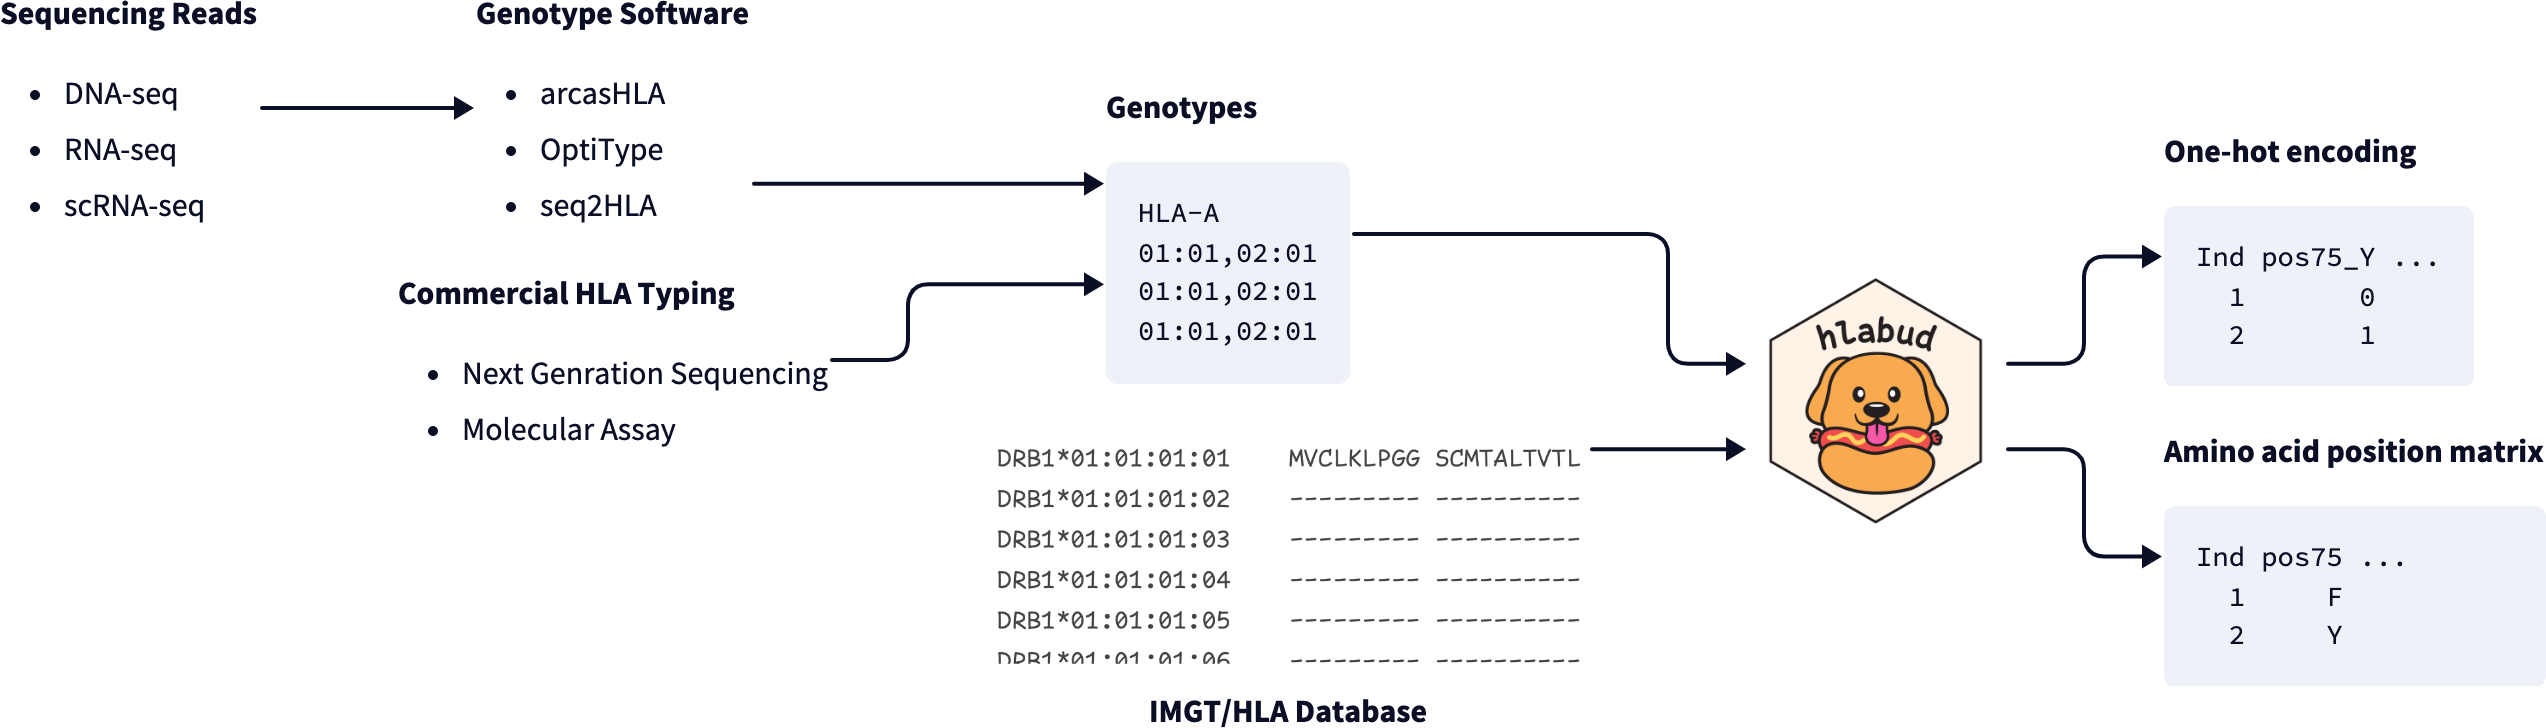 Sequencing Reads
• DNA-seq
• RNA-seq
• scRNA-seq
Genotype Software
• arcasHLA
• OptiType
• seq2HLA
Commercial HLA Typing
• Next Genration Sequencing
• Molecular Assay
Genotypes
HLA-A
01:01,02:01
01:01,02:01
01:01,02:01
DRB1*01:01:01:01 MVCLKLPGG SCMTALTVTL
DRB1*01:01:01:02 --------- ----------
DRB1*01:01:01:03 --------- ----------
DRB1*01:01:01:04 --------- ----------
DRB1*01:01:01:05 --------- ----------
DRB1*01:01:01:06 --------- ----------
IMGT/HLA Database
hlabud
One-hot encoding
Ind pos75_Y ...
1 0
2 1
Amino acid position matrix
Ind pos75 ...
1 F
2 Y